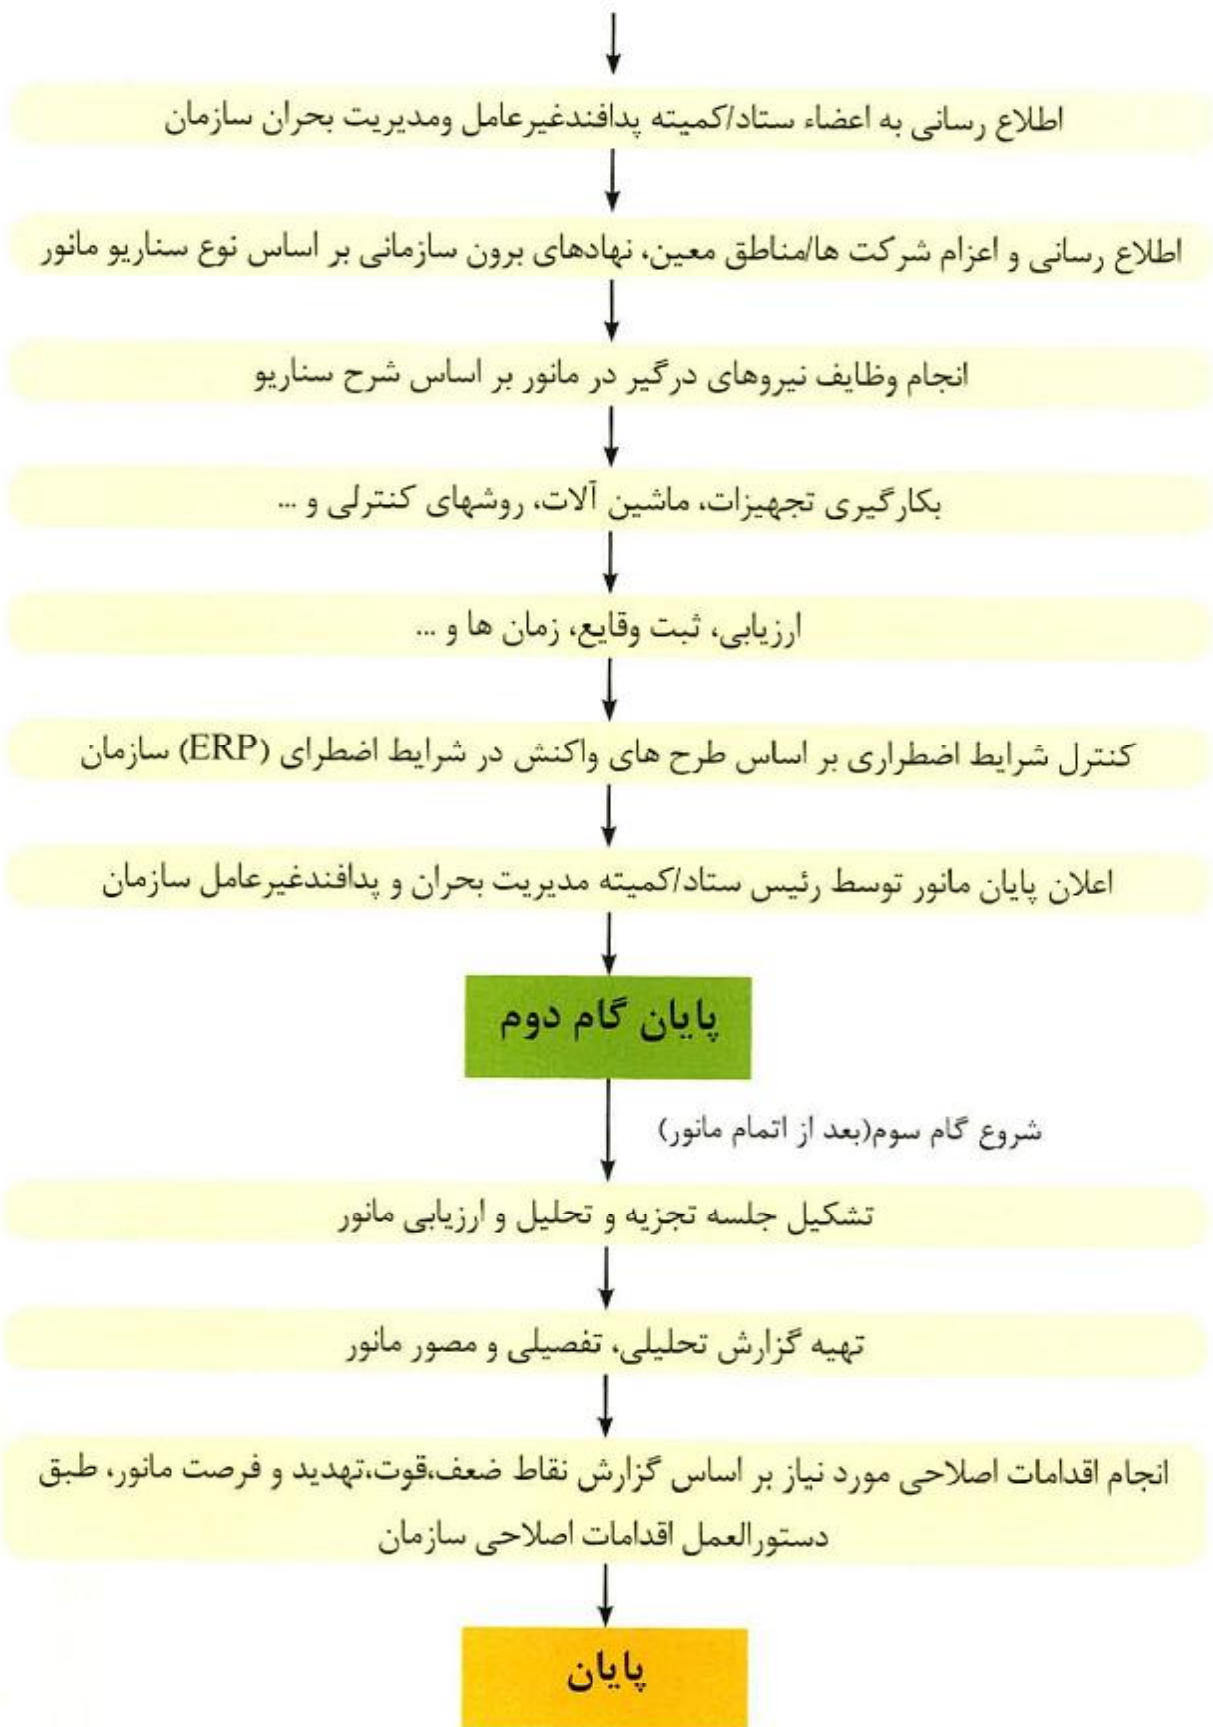 اطلاع رسانی به اعضاء ستاد/کمیته پدافندغیرعامل ومدیریت بحران سازمان
اطلاع رسانی و اعزام شرکت ها/مناطق معین، نهادهای برون سازمانی بر اساس نوع سناریو مانور
انجام وظایف نیروهای درگیر در مانور بر اساس شرح سناریو
بکارگیری تجهیزات، ماشین آلات، روشهای کنترلی و ...
ارزیابی، ثبت وقایع، زمان ها و ...
کنترل شرایط اضطراری بر اساس طرح های واکنش در شرایط اضطرای (ERP) سازمان
اعلان پایان مانور توسط رئیس ستاد/کمیته مدیریت بحران و پدافندغیرعامل سازمان
پایان گام دوم
شروع گام سوم(بعد از اتمام مانور)
تشکیل جلسه تجزیه و تحلیل و ارزیابی مانور
تهیه گزارش تحلیلی، تفصیلی و مصور مانور
انجام اقدامات اصلاحی مورد نیاز بر اساس گزارش نقاط ضعف،قوت،تهدید و فرصت مانور، طبق
دستورالعمل اقدامات اصلاحی سازمان
پایان